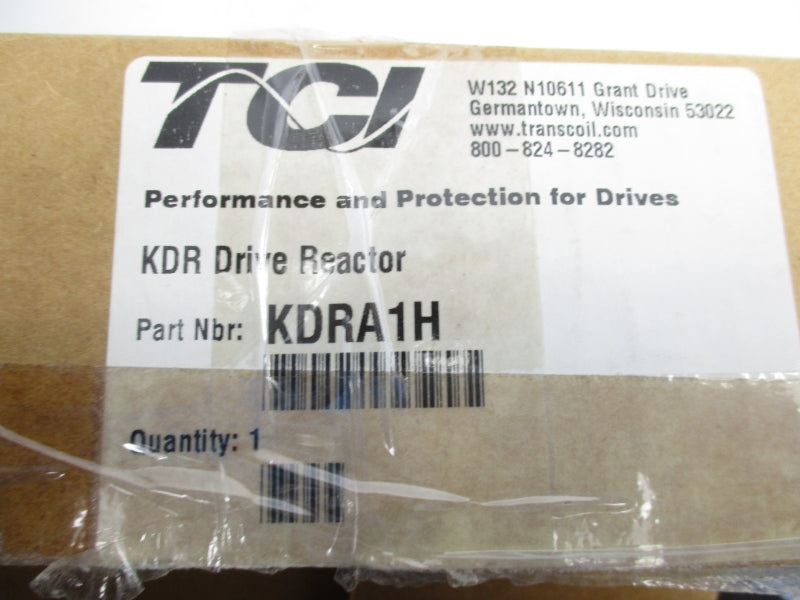 TCI
W132 N10611 Grant Drive
Germantown, Wisconsin 53022
www.transcoil.com
800-824-8282
Performance and Protection for Drives
KDR Drive Reactor
Part Nbr: KDRA1H
Quantity: 1